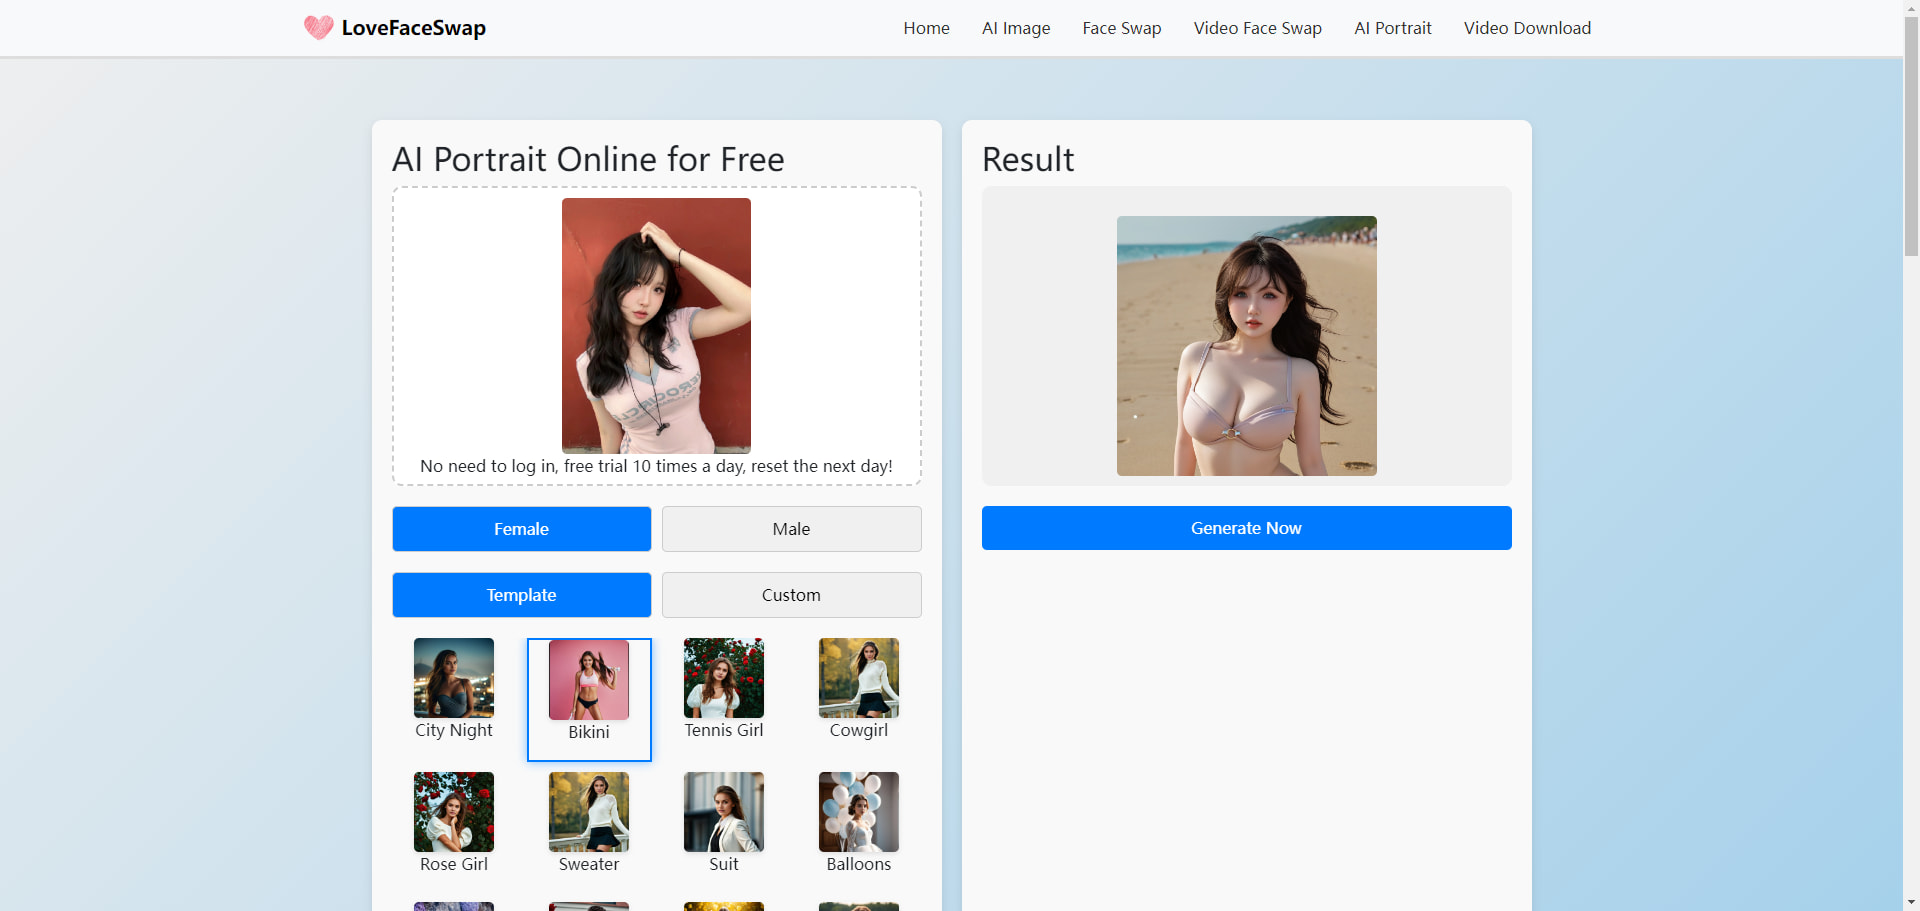 LoveFaceSwap
Home
AI Image
Face Swap
Video Face Swap
AI Portrait
Video Download
AI Portrait Online for Free
No need to log in, free trial 10 times a day, reset the next day!
Female
Male
Template
Custom
City Night
Bikini
Tennis Girl
Cowgirl
Rose Girl
Sweater
Suit
Balloons
Result
Generate Now